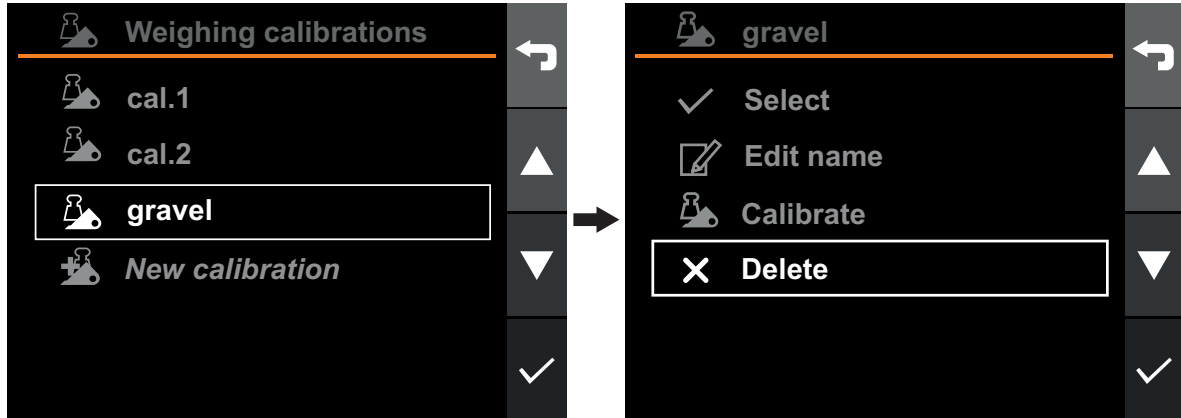 Weighing calibrations
cal.1
cal.2
gravel
New calibration
gravel
Select
Edit name
Calibrate
Delete